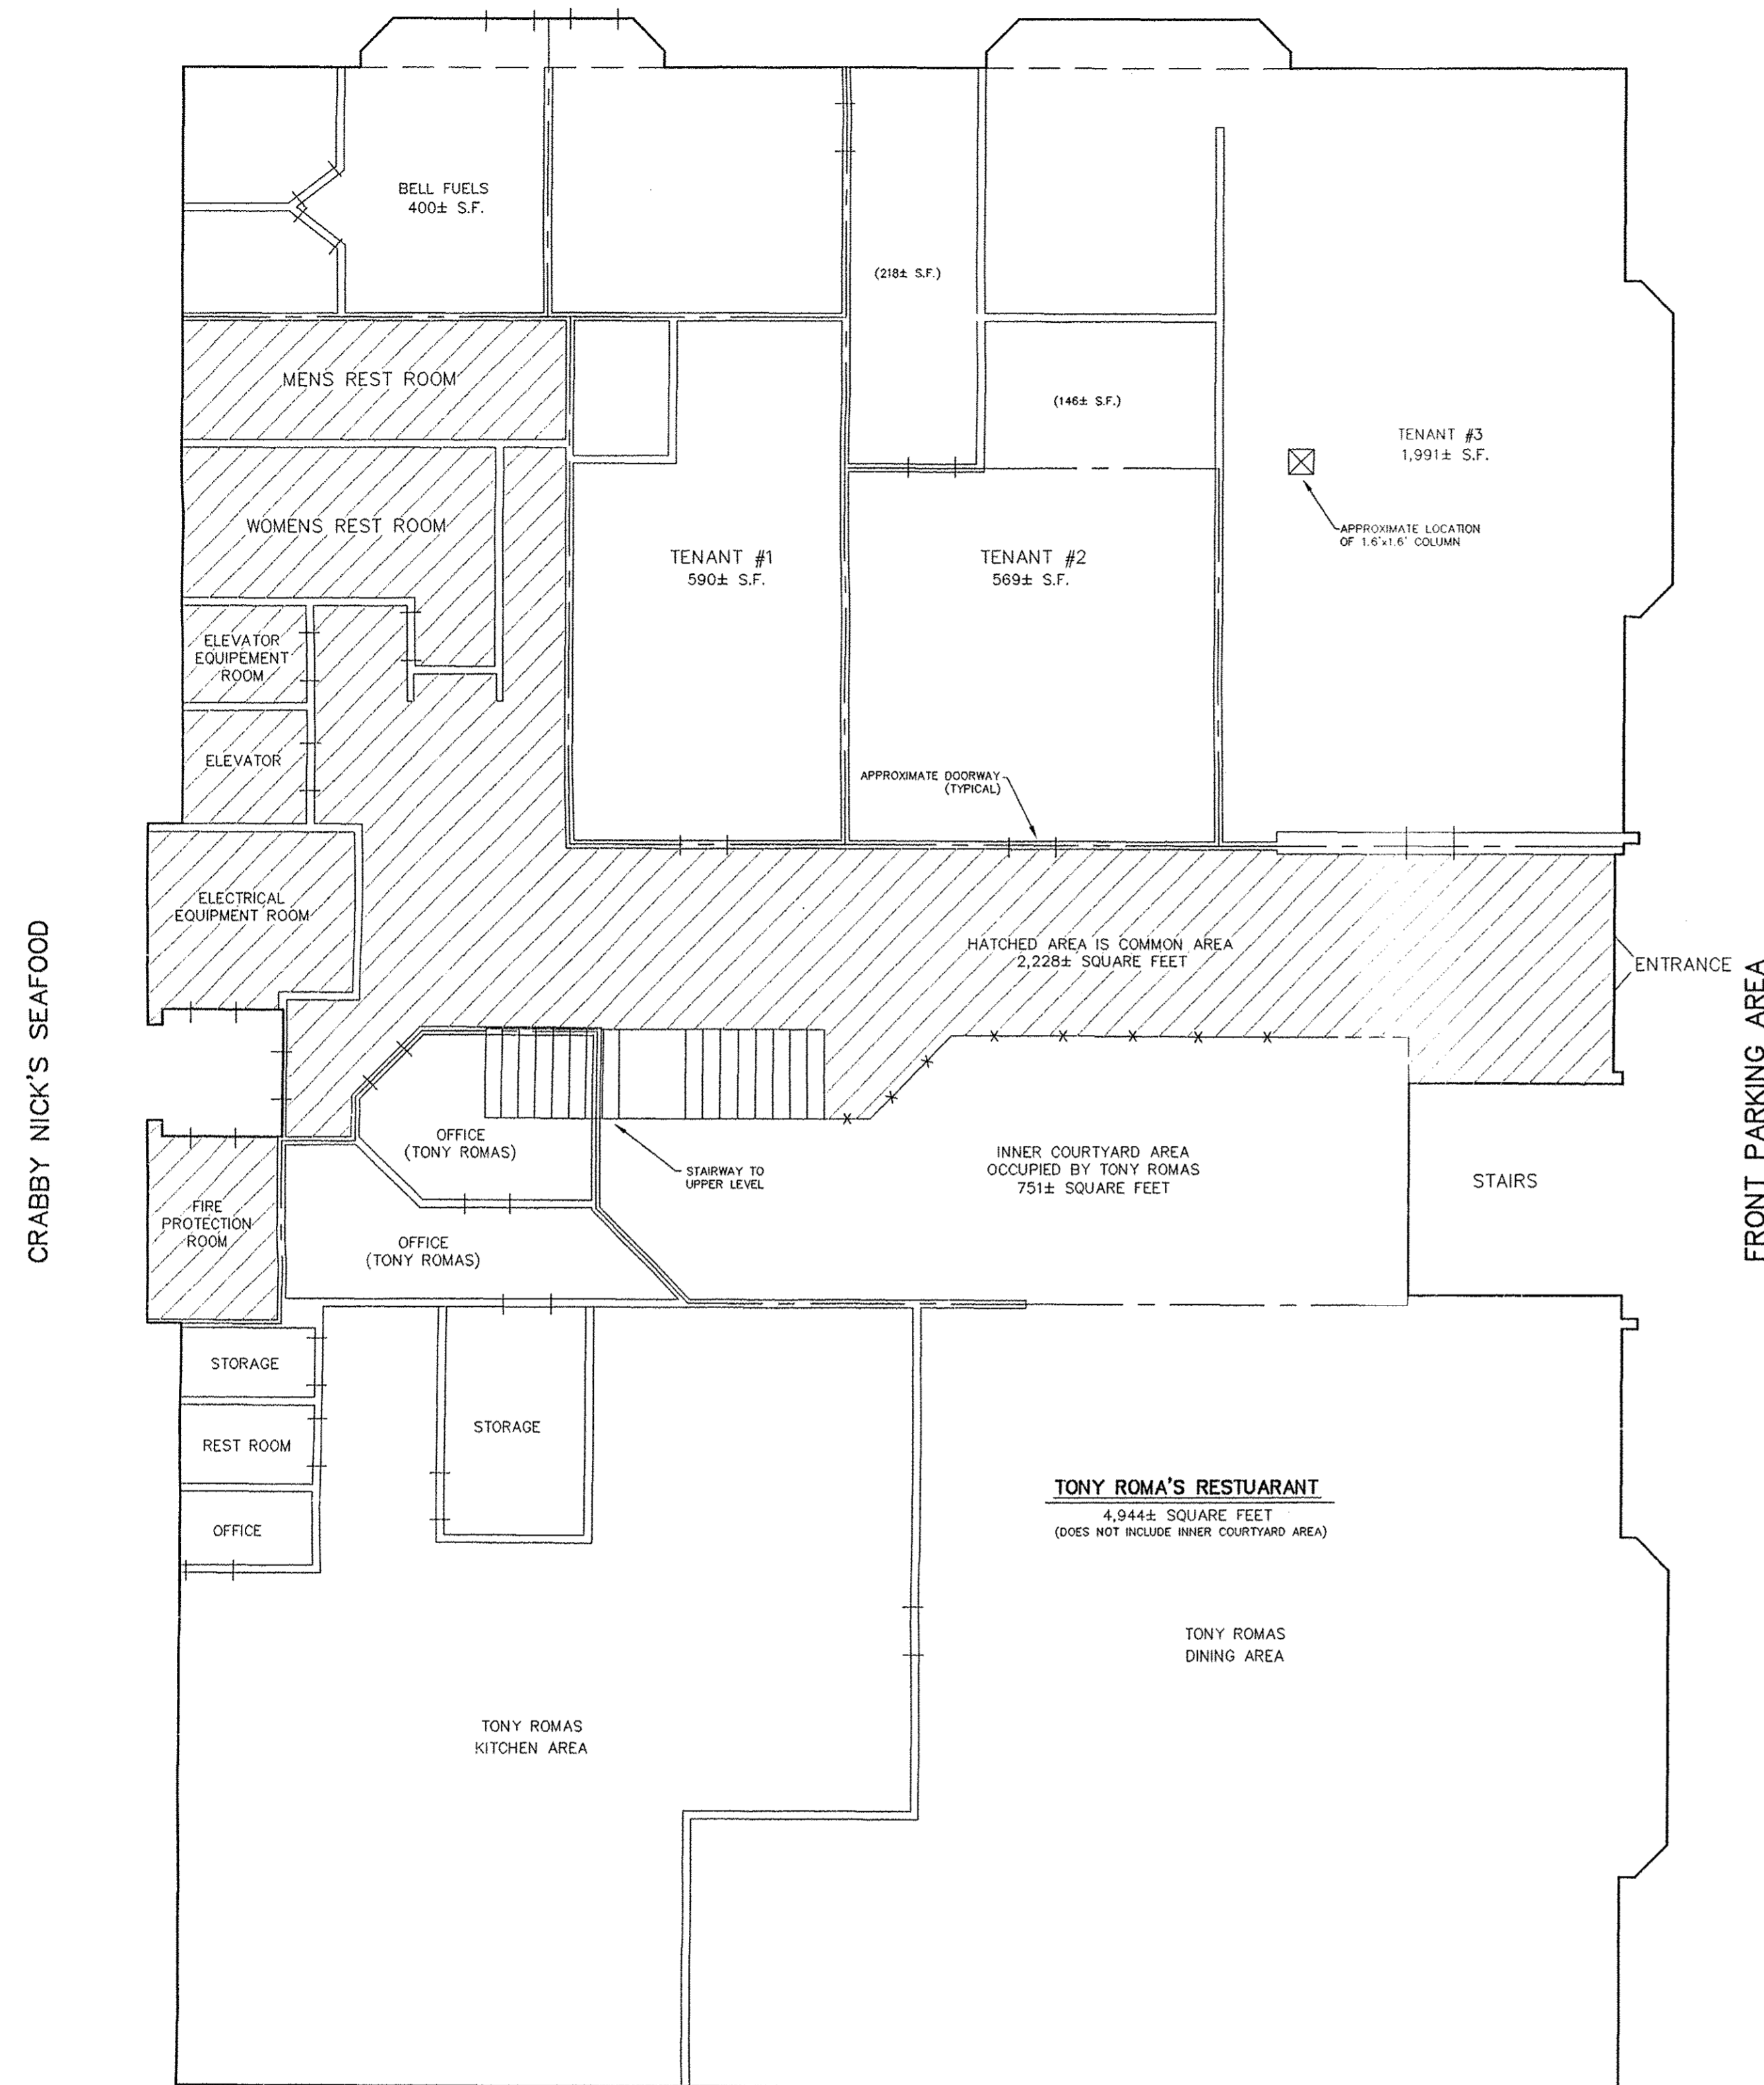 BELL FUELS
400± S.F.
(218± S.F.)
MENS REST ROOM
(146± S.F.)
TENANT #3
1,991± S.F.
WOMENS REST ROOM
APPROXIMATE LOCATION
OF 1.6'x1.6' COLUMN
TENANT #1
590± S.F.
TENANT #2
569± S.F.
ELEVATOR
EQUIPEMENT
ROOM
ELEVATOR
APPROXIMATE DOORWAY
(TYPICAL)
ELECTRICAL
EQUIPMENT ROOM
HATCHED AREA IS COMMON AREA
2,228± SQUARE FEET
ENTRANCE
CRABBY NICK'S SEAFOOD
FRONT PARKING AREA
OFFICE
(TONY ROMAS)
STAIRWAY TO
UPPER LEVEL
INNER COURTYARD AREA
OCCUPIED BY TONY ROMAS
751± SQUARE FEET
STAIRS
FIRE
PROTECTION
ROOM
OFFICE
(TONY ROMAS)
STORAGE
STORAGE
REST ROOM
OFFICE
TONY ROMA'S RESTUARANT
4,944± SQUARE FEET
(DOES NOT INCLUDE INNER COURTYARD AREA)
TONY ROMAS
DINING AREA
TONY ROMAS
KITCHEN AREA